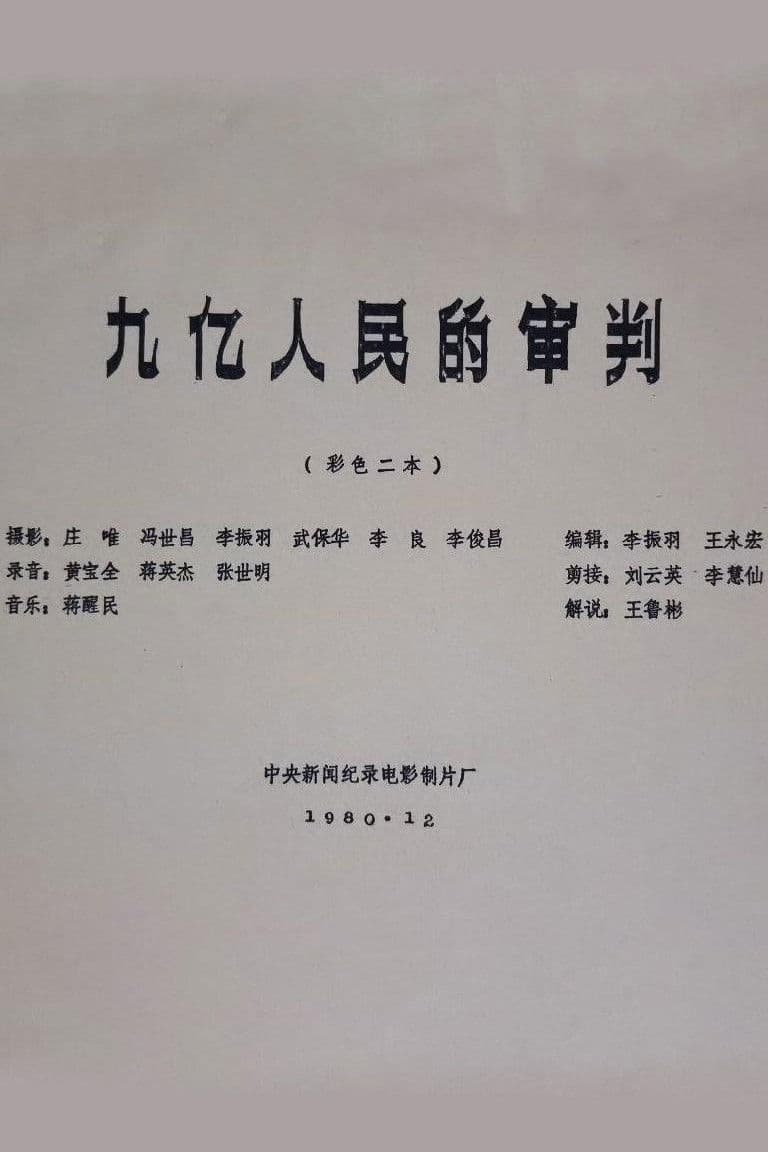 九亿人民的审判
(彩色二本)
摄影：庄 唯 冯世昌 李振羽 武保华 李 良 李俊昌
录音：黄宝全 蒋英杰 张世明
音乐：蒋醒民
编辑：李振羽 王永宏
剪接：刘云英 李慧仙
解说：王鲁彬
中央新闻纪录电影制片厂
1980·12